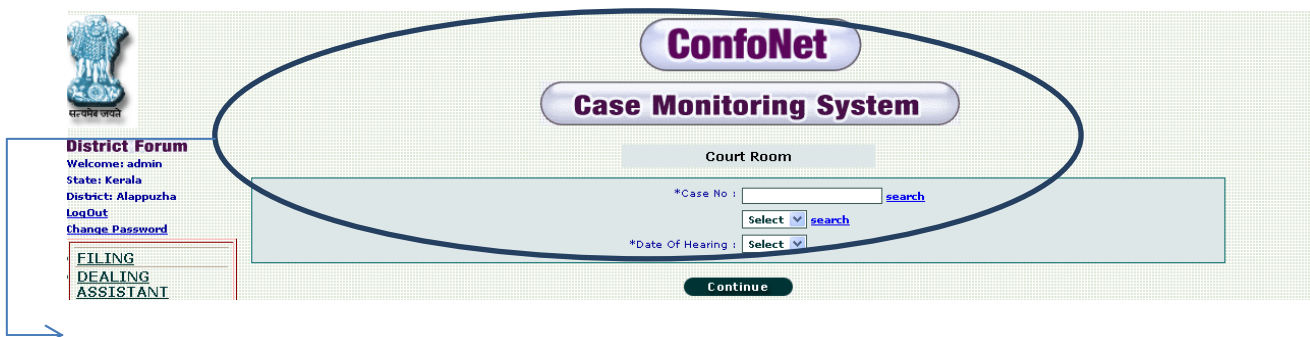 सत्यमेव जयते
ConfoNet
Case Monitoring System
District Forum
Welcome: admin
State: Kerala
District: Alappuzha
LogOut
Change Password
FILING
DEALING
ASSISTANT
Court Room
*Case No :
search
Select search
*Date Of Hearing : Select
Continue